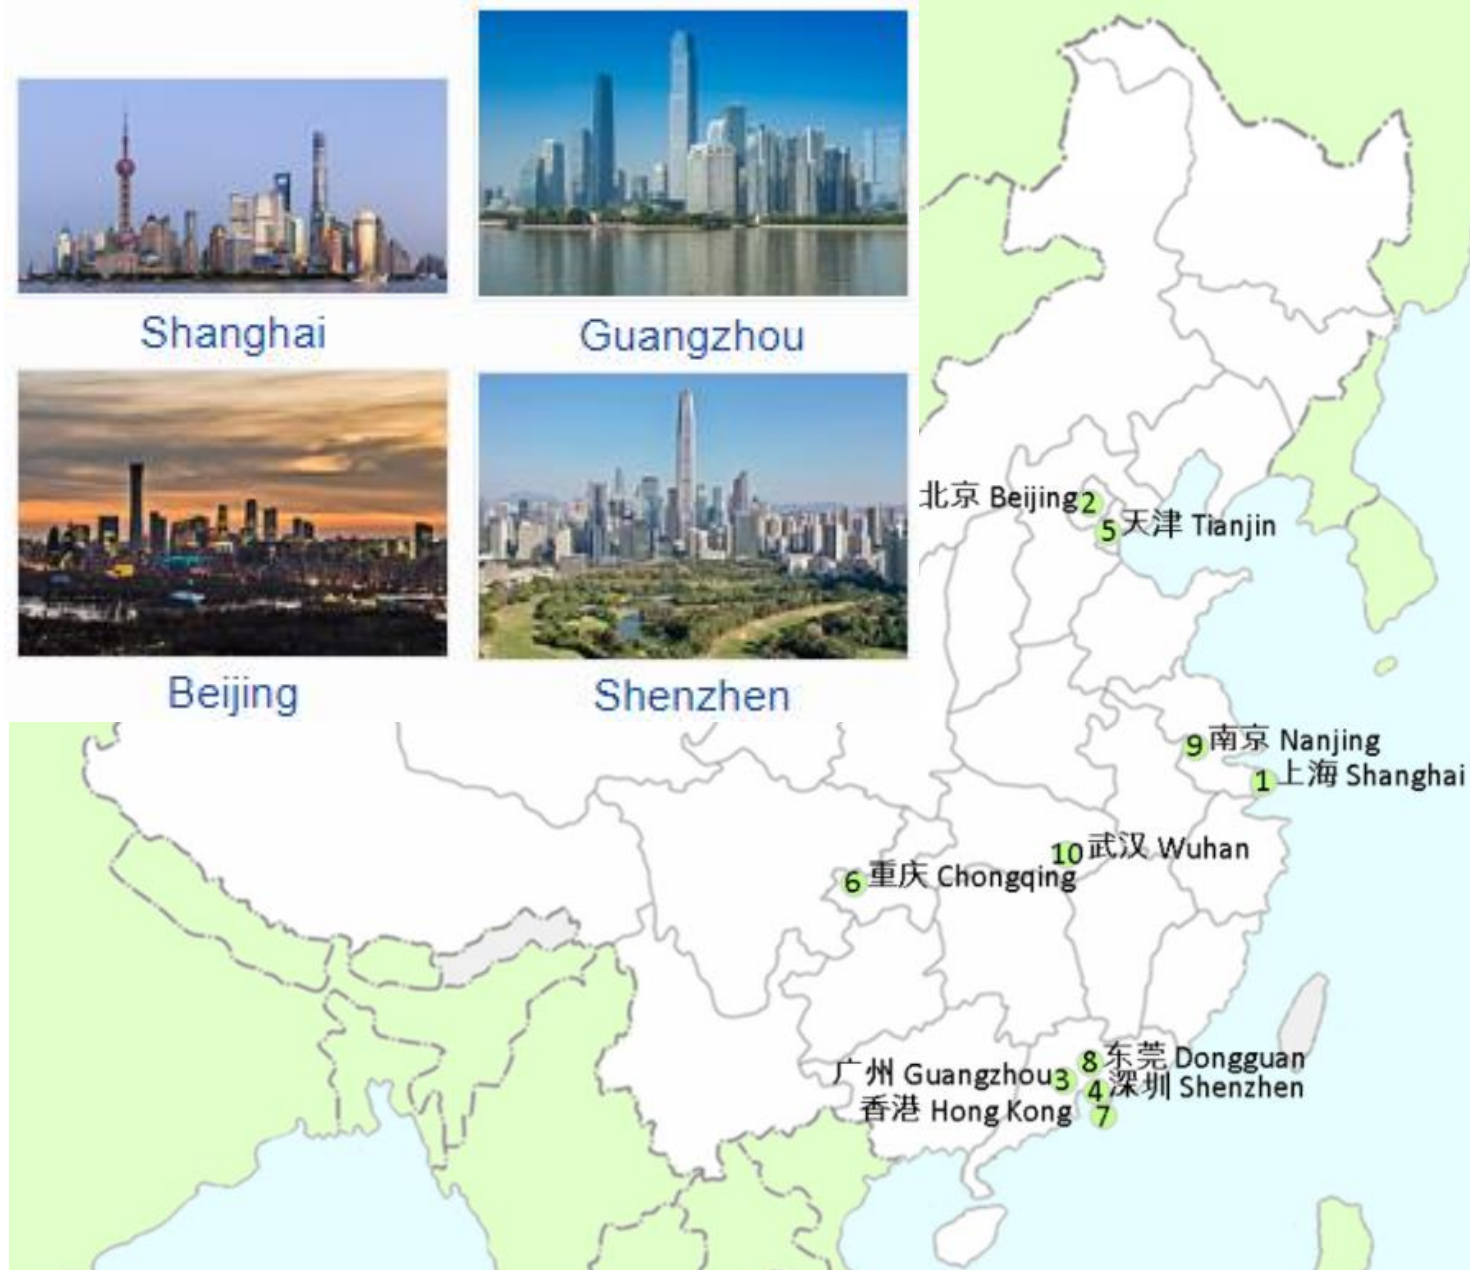 Shanghai
Guangzhou
Beijing
Shenzhen
北京 Beijing 2
5 天津 Tianjin
9 南京 Nanjing
1 上海 Shanghai
10 武汉 Wuhan
6 重庆 Chongqing
8 东莞 Dongguan
广州 Guangzhou 3
4 深圳 Shenzhen
香港 Hong Kong 7